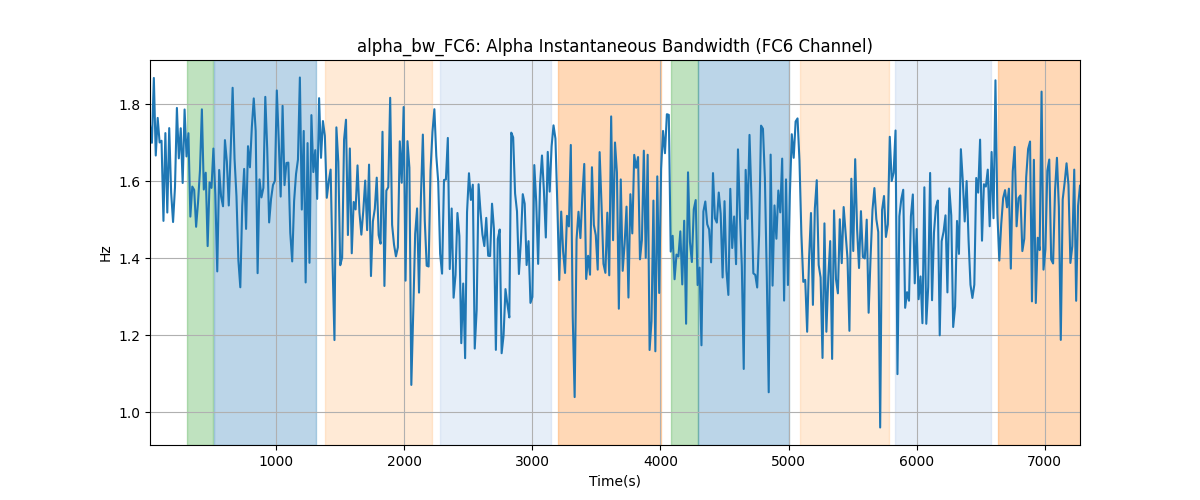 alpha_bw_FC6: Alpha Instantaneous Bandwidth (FC6 Channel)
Hz
1.8
1.6
1.4
1.2
1.0
1000 2000 3000 4000 5000 6000 7000
Time(s)